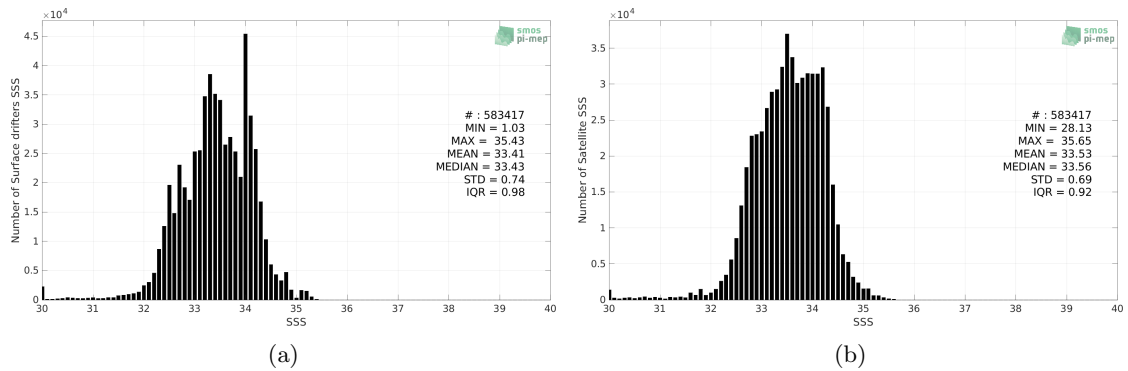 ×10⁴
4.5
4
3.5
3
2.5
2
1.5
1
0.5
0
30 31 32 33 34 35 36 37 38 39 40
SSS
Number of Surface drifters SSS
smos
pi-mep
# : 583417
MIN = 1.03
MAX = 35.43
MEAN = 33.41
MEDIAN = 33.43
STD = 0.74
IQR = 0.98
(a)
×10⁴
3.5
3
2.5
2
1.5
1
0.5
0
30 31 32 33 34 35 36 37 38 39 40
SSS
Number of Satellite SSS
smos
pi-mep
# : 583417
MIN = 28.13
MAX = 35.65
MEAN = 33.53
MEDIAN = 33.56
STD = 0.69
IQR = 0.92
(b)